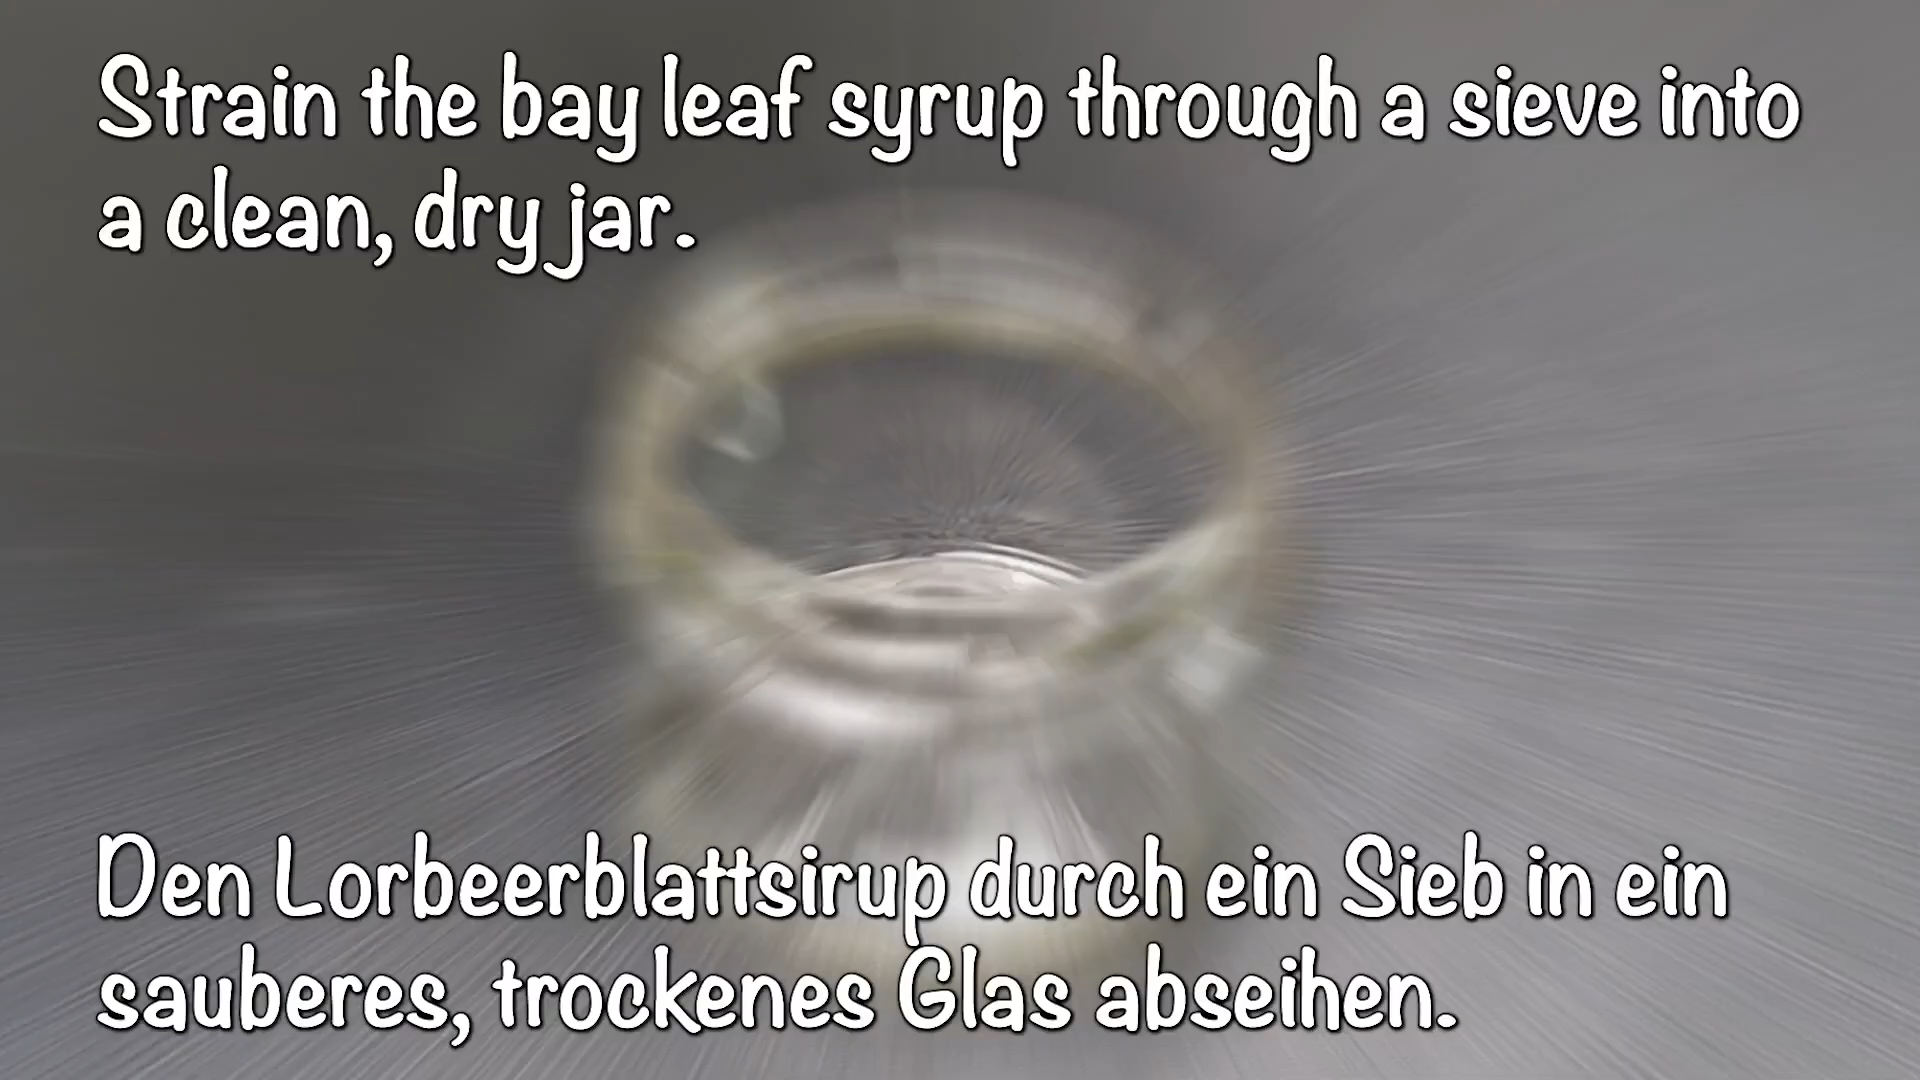 Strain the bay leaf syrup through a sieve into
a clean, dry jar.
Den Lorbeerblattsirup durch ein Sieb in ein
sauberes, trockenes Glas abseihen.